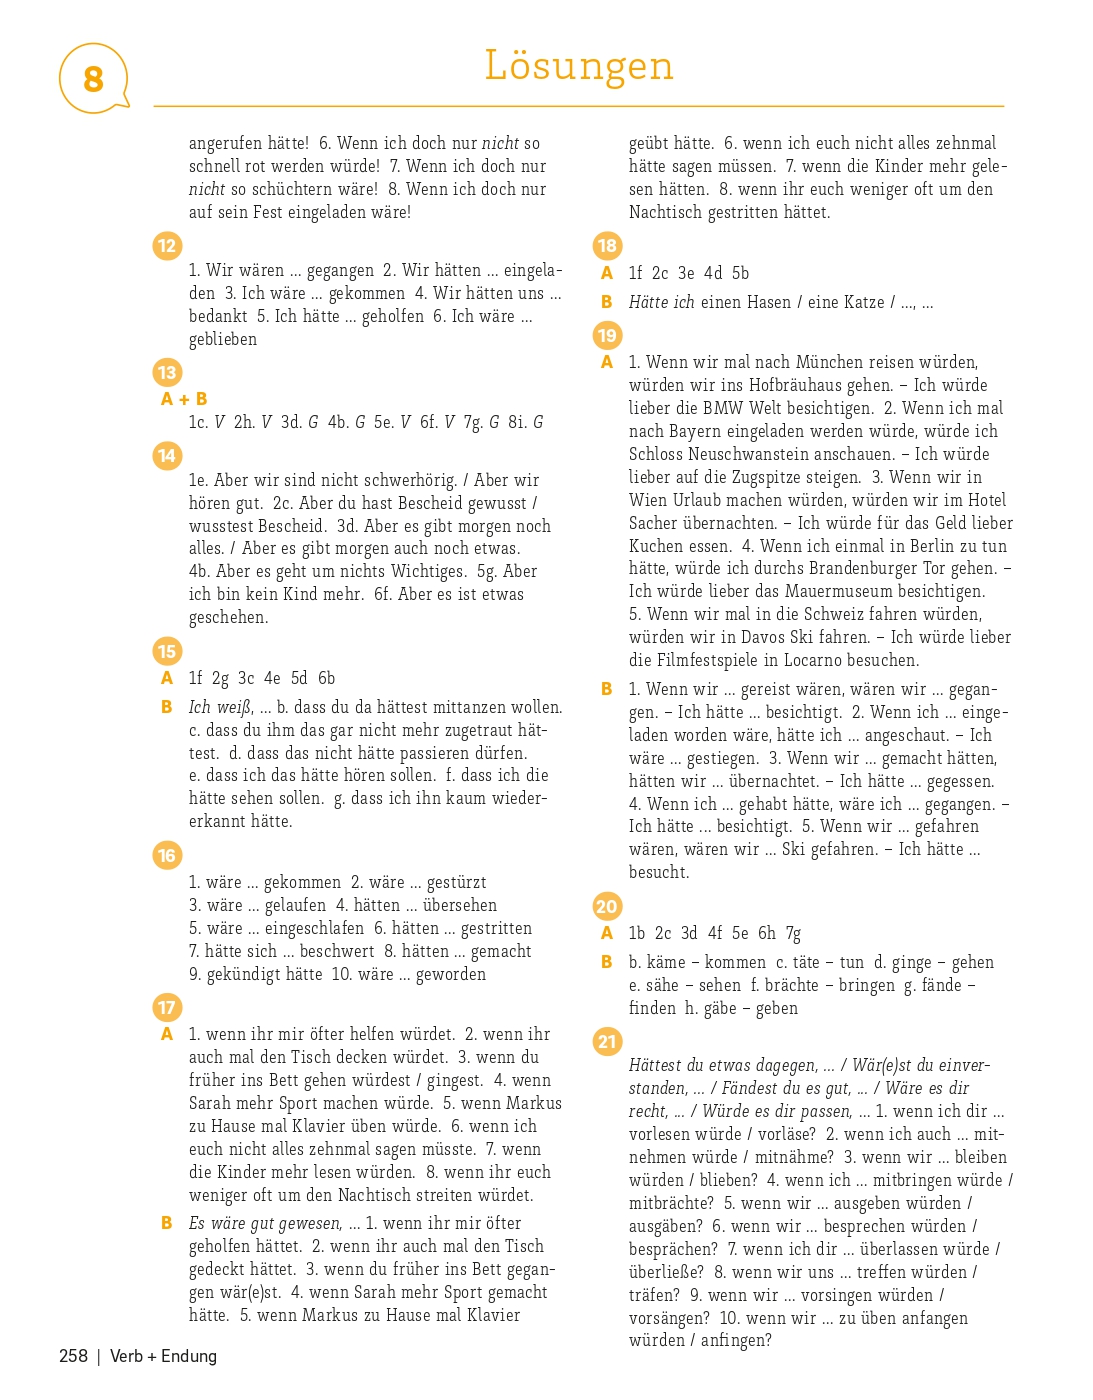 8
Lösungen
angerufen hätte! 6. Wenn ich doch nur nicht so
schnell rot werden würde! 7. Wenn ich doch nur
nicht so schüchtern wäre! 8. Wenn ich doch nur
auf sein Fest eingeladen wäre!
12
1. Wir wären ... gegangen 2. Wir hätten ... eingela-
den 3. Ich wäre ... gekommen 4. Wir hätten uns ...
bedankt 5. Ich hätte ... geholfen 6. Ich wäre ...
geblieben
13
A + B
1c. V 2h. V 3d. G 4b. G 5e. V 6f. V 7g. G 8i. G
14
1e. Aber wir sind nicht schwerhörig. / Aber wir
hören gut. 2c. Aber du hast Bescheid gewusst /
wusstest Bescheid. 3d. Aber es gibt morgen noch
alles. / Aber es gibt morgen auch noch etwas.
4b. Aber es geht um nichts Wichtiges. 5g. Aber
ich bin kein Kind mehr. 6f. Aber es ist etwas
geschehen.
15
A 1f 2g 3c 4e 5d 6b
B Ich weiß, ... b. dass du da hättest mittanzen wollen.
c. dass du ihm das gar nicht mehr zugetraut hät-
test. d. dass das nicht hätte passieren dürfen.
e. dass ich das hätte hören sollen. f. dass ich die
hätte sehen sollen. g. dass ich ihn kaum wieder-
erkannt hätte.
16
1. wäre ... gekommen 2. wäre ... gestürzt
3. wäre ... gelaufen 4. hätten ... übersehen
5. wäre ... eingeschlafen 6. hätten ... gestritten
7. hätte sich ... beschwert 8. hätten ... gemacht
9. gekündigt hätte 10. wäre ... geworden
17
A 1. wenn ihr mir öfter helfen würdet. 2. wenn ihr
auch mal den Tisch decken würdet. 3. wenn du
früher ins Bett gehen würdest / gingest. 4. wenn
Sarah mehr Sport machen würde. 5. wenn Markus
zu Hause mal Klavier üben würde. 6. wenn ich
euch nicht alles zehnmal sagen müsste. 7. wenn
die Kinder mehr lesen würden. 8. wenn ihr euch
weniger oft um den Nachtisch streiten würdet.
B Es wäre gut gewesen, ... 1. wenn ihr mir öfter
geholfen hättet. 2. wenn ihr auch mal den Tisch
gedeckt hättet. 3. wenn du früher ins Bett gegan-
gen wär(e)st. 4. wenn Sarah mehr Sport gemacht
hätte. 5. wenn Markus zu Hause mal Klavier
geübt hätte. 6. wenn ich euch nicht alles zehnmal
hätte sagen müssen. 7. wenn die Kinder mehr gele-
sen hätten. 8. wenn ihr euch weniger oft um den
Nachtisch gestritten hättet.
18
A 1f 2c 3e 4d 5b
B Hätte ich einen Hasen / eine Katze / ..., ...
19
A 1. Wenn wir mal nach München reisen würden,
würden wir ins Hofbräuhaus gehen. – Ich würde
lieber die BMW Welt besichtigen. 2. Wenn ich mal
nach Bayern eingeladen werden würde, würde ich
Schloss Neuschwanstein anschauen. – Ich würde
lieber auf die Zugspitze steigen. 3. Wenn wir in
Wien Urlaub machen würden, würden wir im Hotel
Sacher übernachten. – Ich würde für das Geld lieber
Kuchen essen. 4. Wenn ich einmal in Berlin zu tun
hätte, würde ich durchs Brandenburger Tor gehen. –
Ich würde lieber das Mauermuseum besichtigen.
5. Wenn wir mal in die Schweiz fahren würden,
würden wir in Davos Ski fahren. – Ich würde lieber
die Filmfestspiele in Locarno besuchen.
B 1. Wenn wir ... gereist wären, wären wir ... gegan-
gen. – Ich hätte ... besichtigt. 2. Wenn ich ... einge-
laden worden wäre, hätte ich ... angeschaut. – Ich
wäre ... gestiegen. 3. Wenn wir ... gemacht hätten,
hätten wir ... übernachtet. – Ich hätte ... gegessen.
4. Wenn ich ... gehabt hätte, wäre ich ... gegangen. –
Ich hätte ... besichtigt. 5. Wenn wir ... gefahren
wären, wären wir ... Ski gefahren. – Ich hätte ...
besucht.
20
A 1b 2c 3d 4f 5e 6h 7g
B b. käme – kommen c. täte – tun d. ginge – gehen
e. sähe – sehen f. brächte – bringen g. fände –
finden h. gäbe – geben
21
Hättest du etwas dagegen, ... / Wär(e)st du einver-
standen, ... / Fändest du es gut, ... / Wäre es dir
recht, ... / Würde es dir passen, ... 1. wenn ich dir ...
vorlesen würde / vorläse? 2. wenn ich auch ... mit-
nehmen würde / mitnähme? 3. wenn wir ... bleiben
würden / blieben? 4. wenn ich ... mitbringen würde /
mitbrächte? 5. wenn wir ... ausgeben würden /
ausgäben? 6. wenn wir ... besprechen würden /
besprächen? 7. wenn ich dir ... überlassen würde /
überließe? 8. wenn wir uns ... treffen würden /
träfen? 9. wenn wir ... vorsingen würden /
vorsängen? 10. wenn wir ... zu üben anfangen
würden / anfingen?
258 | Verb + Endung